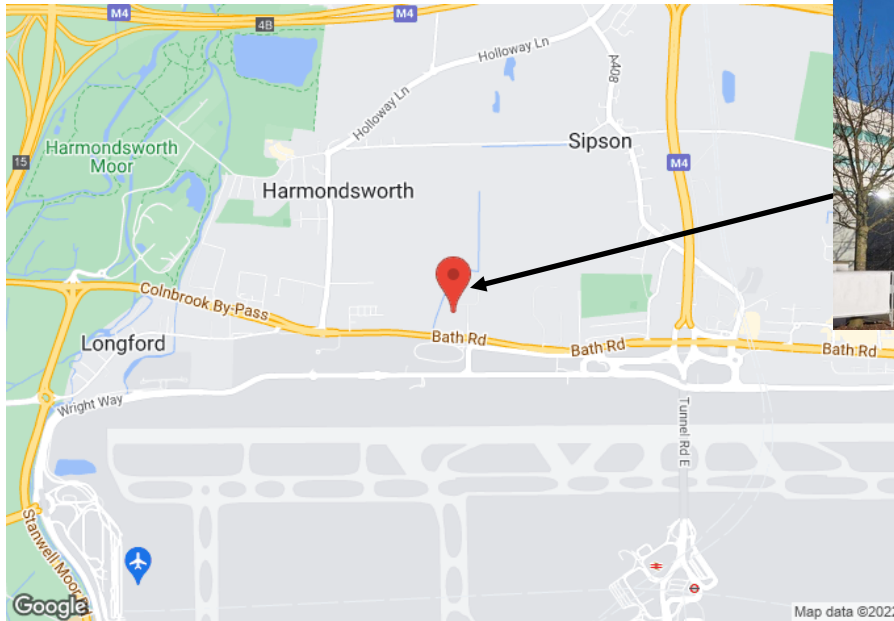 M4
M4
4B
Holloway Ln
A408
Holloway Ln
Sipson
Harmondsworth
Moor
15
M4
Harmondsworth
Colnbrook By-Pass
Longford
Bath Rd
Bath Rd
Bath Rd
Wright Way
Tunnel Rd E
Stanwell Moor Rd
Google
Map data ©2022